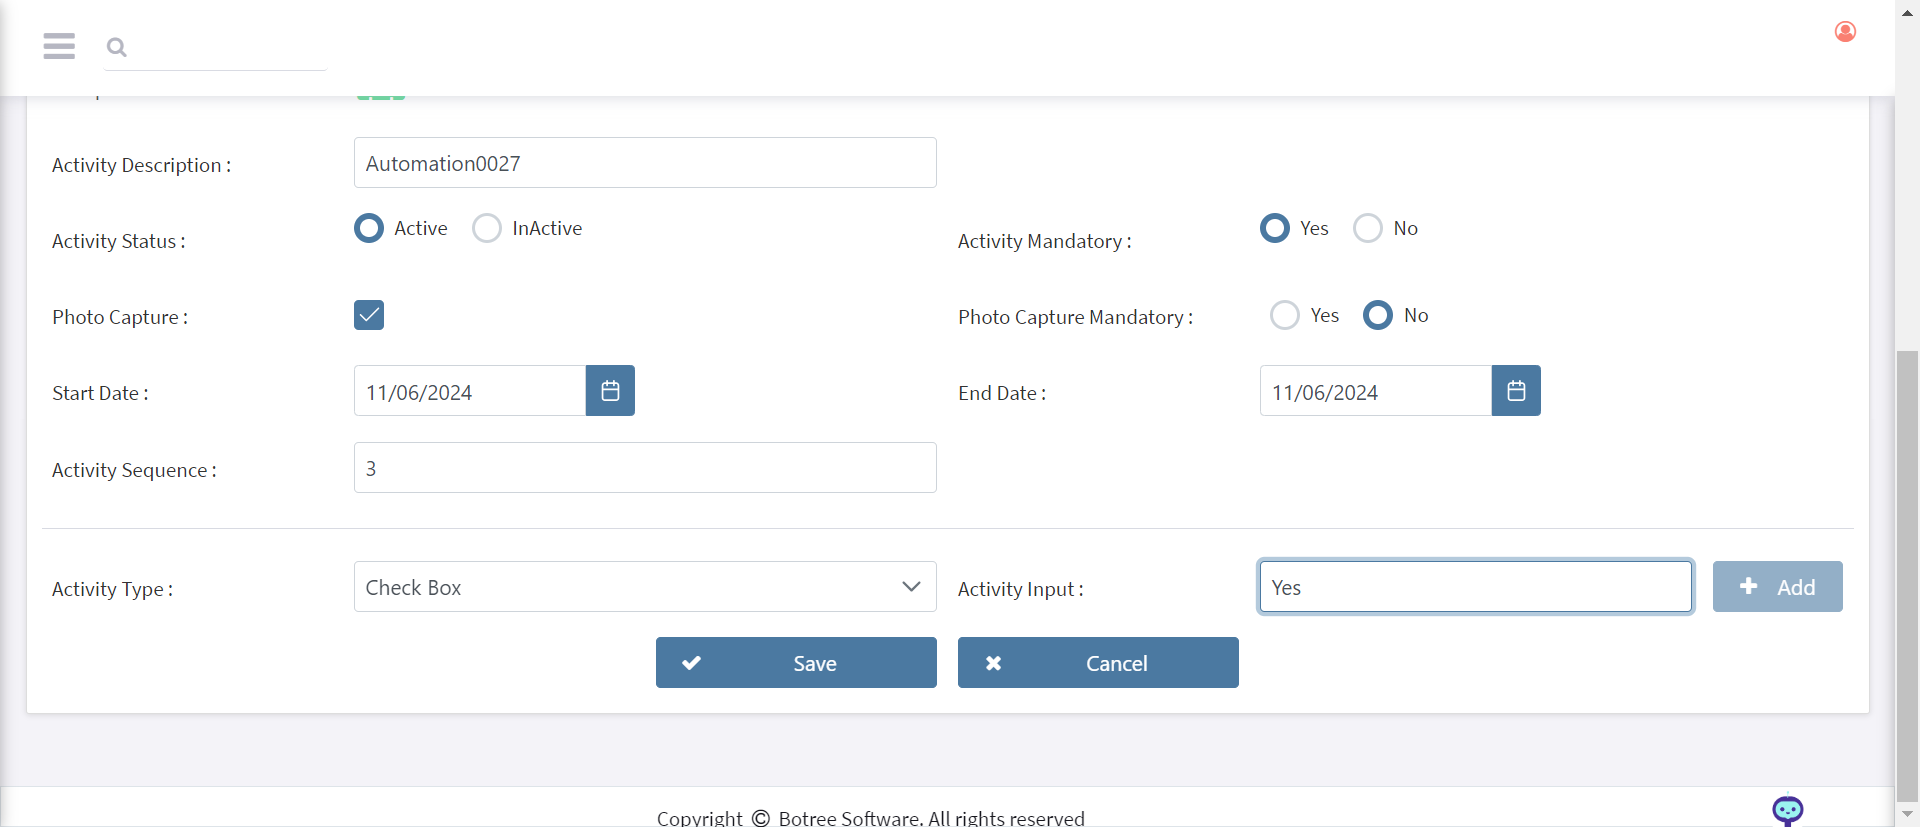 Activity Description :
Automation0027
Activity Status :
Active
InActive
Activity Mandatory :
Yes
No
Photo Capture :
Photo Capture Mandatory :
Yes
No
Start Date :
11/06/2024
End Date :
11/06/2024
Activity Sequence :
3
Activity Type :
Check Box
Activity Input :
Yes
Add
Save
Cancel
Copyright © Botree Software. All rights reserved